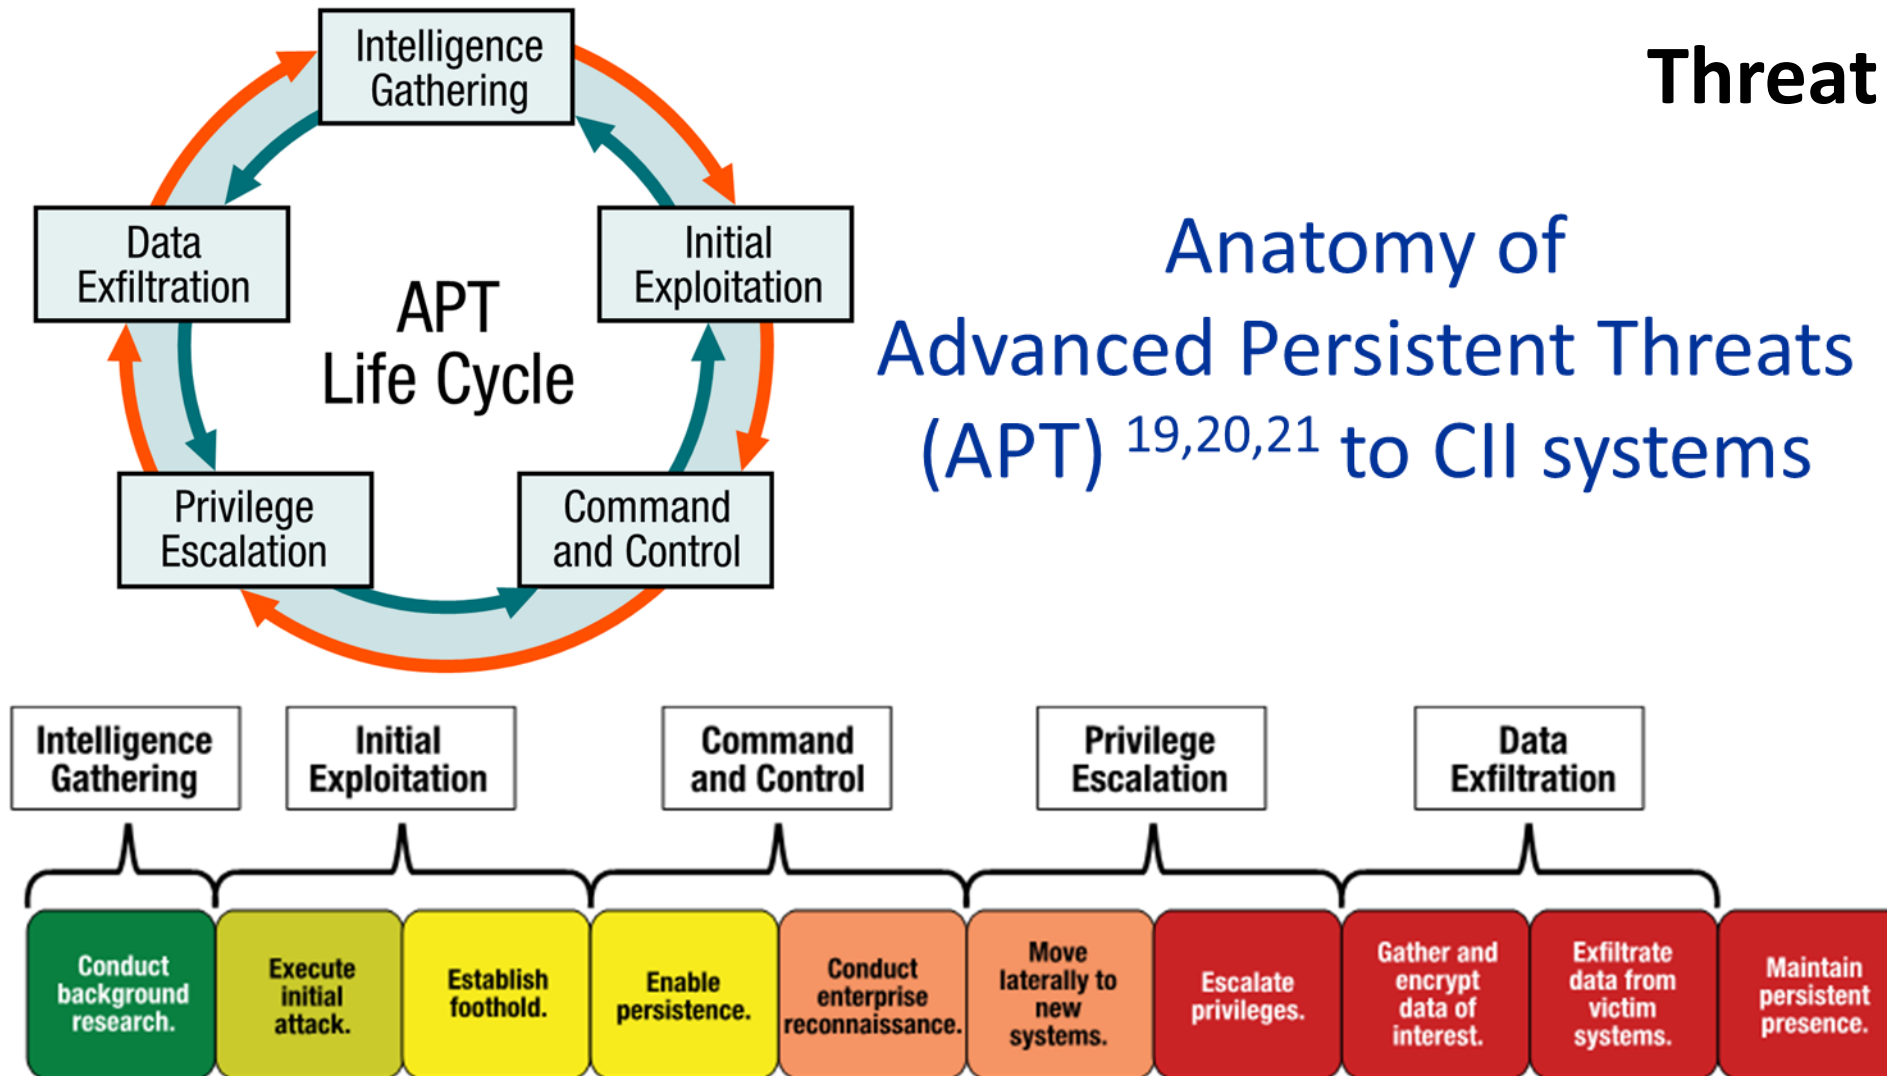 Threat
Intelligence
Gathering
Data
Exfiltration
APT
Life Cycle
Initial
Exploitation
Privilege
Escalation
Command
and Control
Anatomy of
Advanced Persistent Threats
(APT) 19,20,21 to CII systems
Intelligence
Gathering
Initial
Exploitation
Command
and Control
Privilege
Escalation
Data
Exfiltration
Conduct
background
research.
Execute
initial
attack.
Establish
foothold.
Enable
persistence.
Conduct
enterprise
reconnaissance.
Move
laterally to
new
systems.
Escalate
privileges.
Gather and
encrypt
data of
interest.
Exfiltrate
data from
victim
systems.
Maintain
persistent
presence.